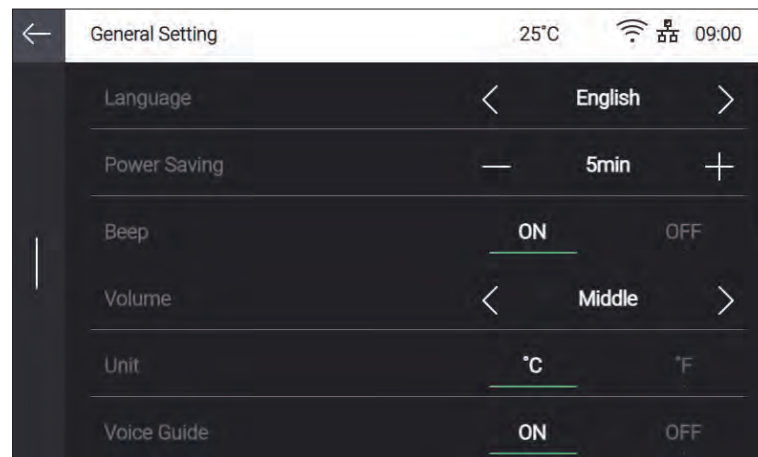 General Setting 25°C 09:00
Language English
Power Saving 5min
Beep ON OFF
Volume Middle
Unit °C °F
Voice Guide ON OFF